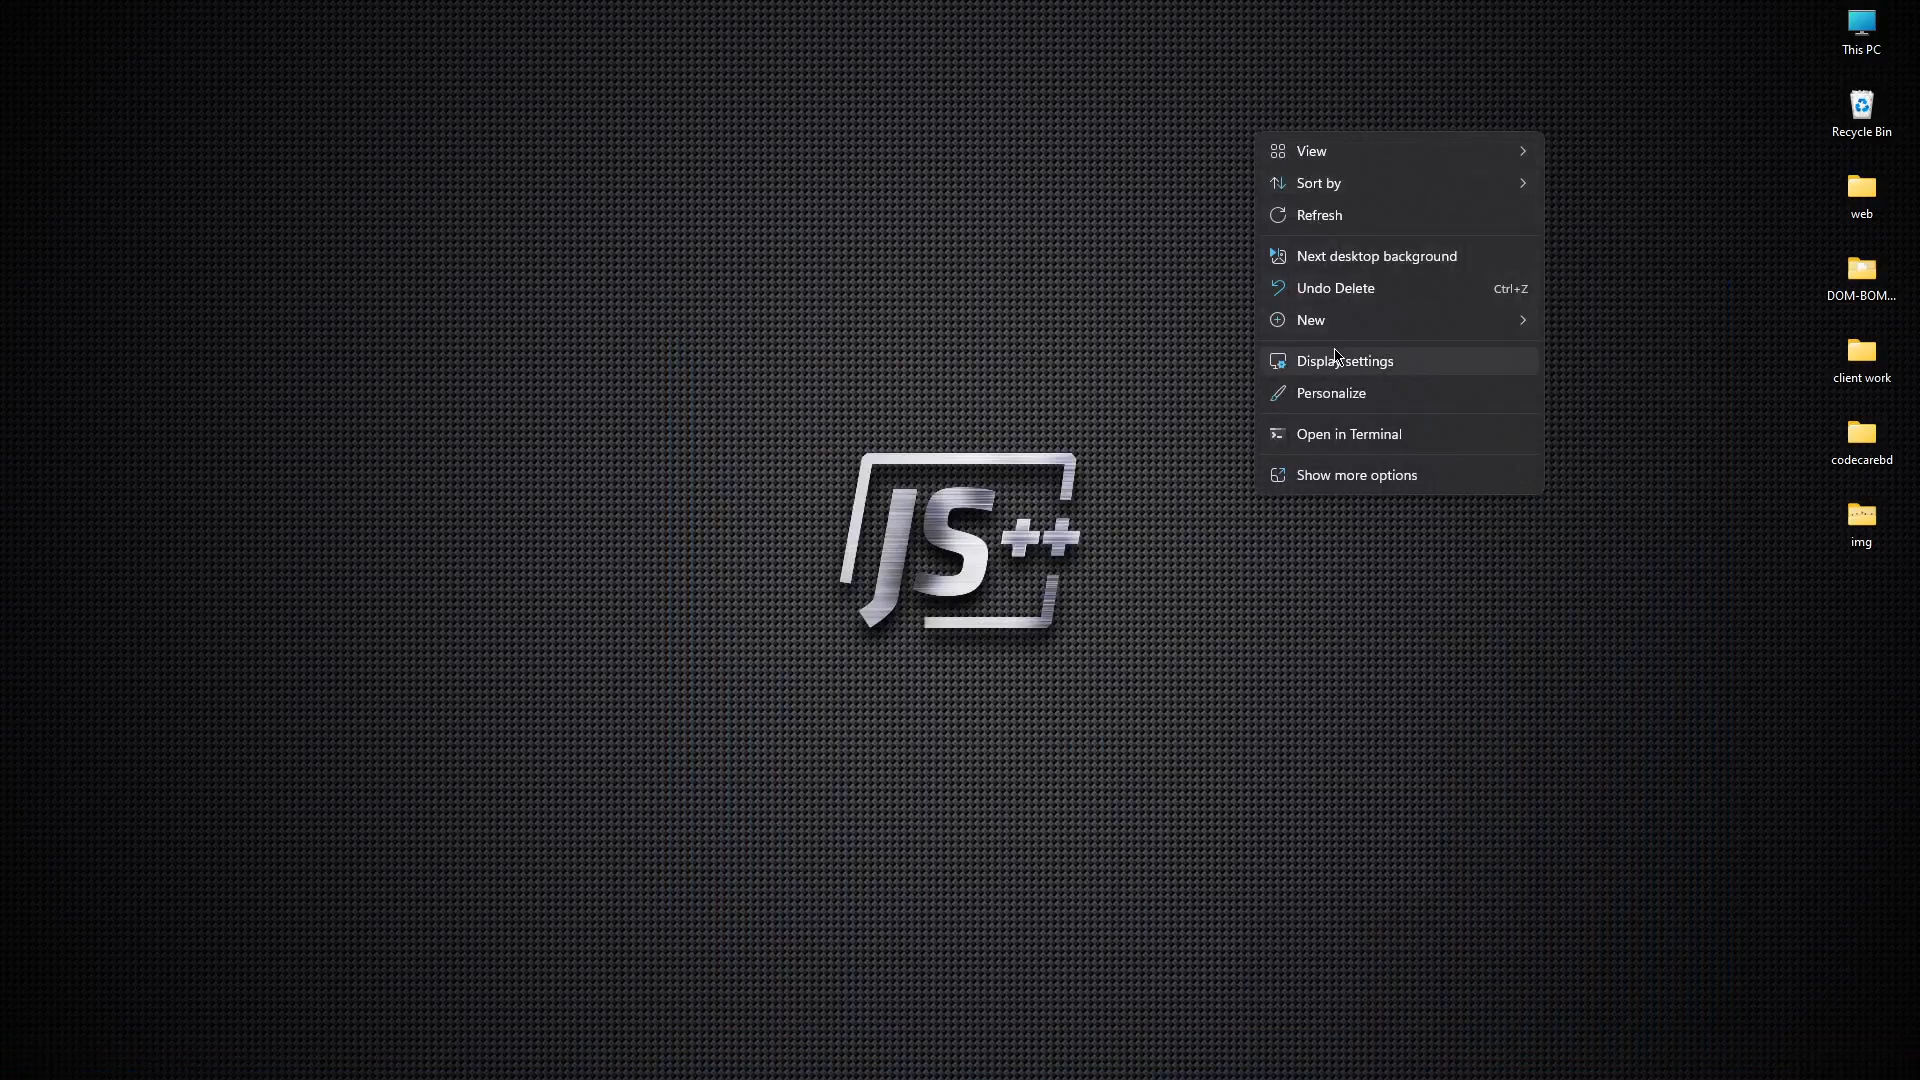 This PC
Recycle Bin
web
DOM-BOM...
client work
codecarebd
img
View
Sort by
Refresh
Next desktop background
Undo Delete Ctrl+Z
New
Display settings
Personalize
Open in Terminal
Show more options
JS++